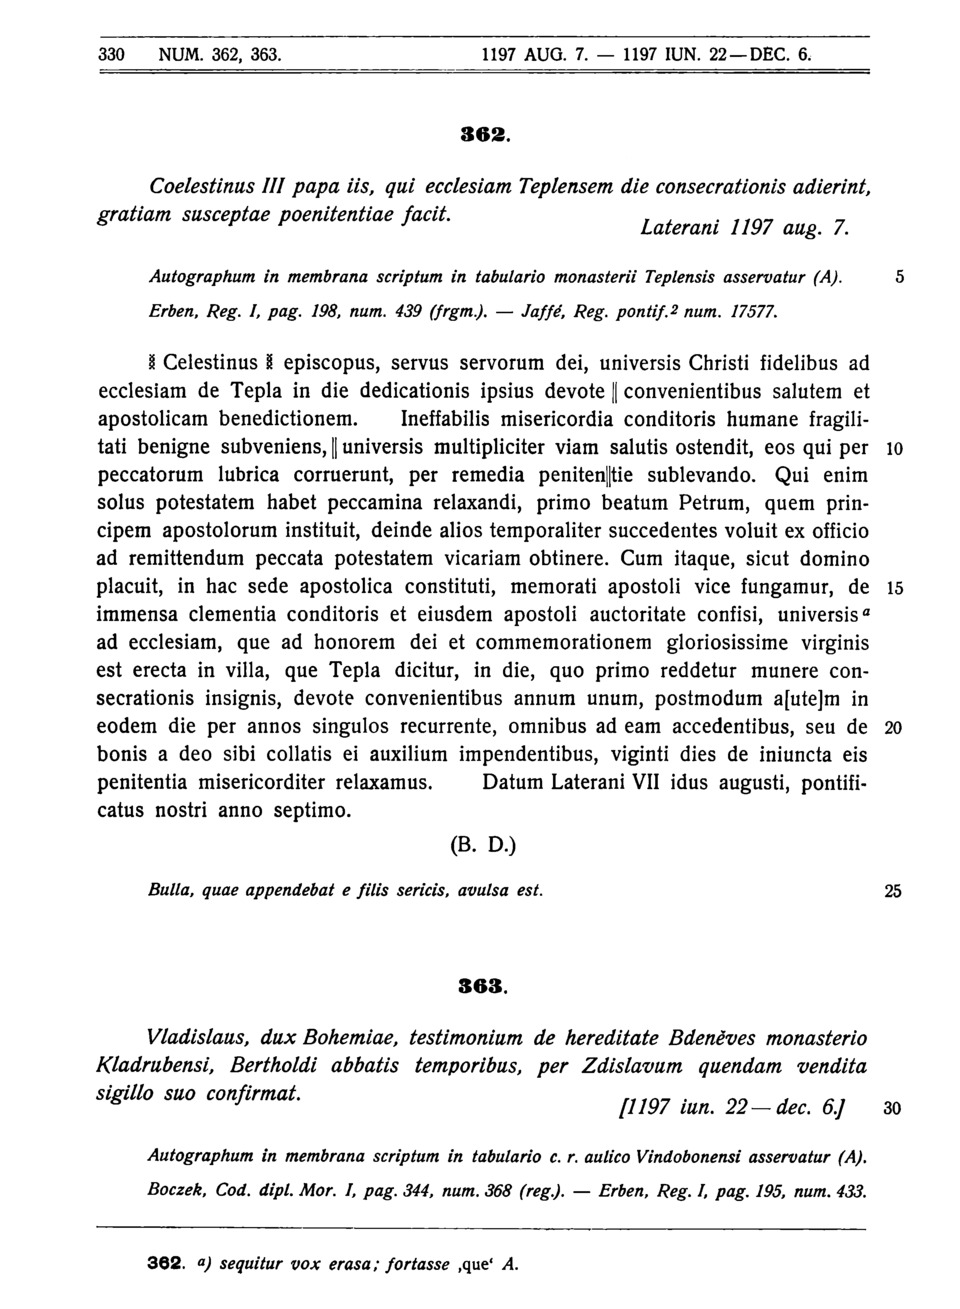 330 NUM. 362, 363. 1197 AUG. 7. — 1197 IUN. 22—DEC. 6.
362.
Coelestinus III papa iis, qui ecclesiam Teplensem die consecrationis adierint,
gratiam susceptae poenitentiae facit.
Laterani 1197 aug. 7.
Autographum in membrana scriptum in tabulario monasterii Teplensis asservatur (A). 5
Erben, Reg. I, pag. 198, num. 439 (frgm.). — Jaffé, Reg. pontif.² num. 17577.
⁑ Celestinus ⁑ episcopus, servus servorum dei, universis Christi fidelibus ad
ecclesiam de Tepla in die dedicationis ipsius devote || convenientibus salutem et
apostolicam benedictionem. Ineffabilis misericordia conditoris humane fragili-
tati benigne subveniens, || universis multipliciter viam salutis ostendit, eos qui per 10
peccatorum lubrica corruerunt, per remedia peniten||tie sublevando. Qui enim
solus potestatem habet peccamina relaxandi, primo beatum Petrum, quem prin-
cipem apostolorum instituit, deinde alios temporaliter succedentes voluit ex officio
ad remittendum peccata potestatem vicariam obtinere. Cum itaque, sicut domino
placuit, in hac sede apostolica constituti, memorati apostoli vice fungamur, de 15
immensa clementia conditoris et eiusdem apostoli auctoritate confisi, universis ᵃ
ad ecclesiam, que ad honorem dei et commemorationem gloriosissime virginis
est erecta in villa, que Tepla dicitur, in die, quo primo reddetur munere con-
secrationis insignis, devote convenientibus annum unum, postmodum a[ute]m in
eodem die per annos singulos recurrente, omnibus ad eam accedentibus, seu de 20
bonis a deo sibi collatis ei auxilium impendentibus, viginti dies de iniuncta eis
penitentia misericorditer relaxamus. Datum Laterani VII idus augusti, pontifi-
catus nostri anno septimo.
(B. D.)
Bulla, quae appendebat e filis sericis, avulsa est. 25
363.
Vladislaus, dux Bohemiae, testimonium de hereditate Bdeněves monasterio
Kladrubensi, Bertholdi abbatis temporibus, per Zdislavum quendam vendita
sigillo suo confirmat.
[1197 iun. 22 — dec. 6.] 30
Autographum in membrana scriptum in tabulario c. r. aulico Vindobonensi asservatur (A).
Boczek, Cod. dipl. Mor. I, pag. 344, num. 368 (reg.). — Erben, Reg. I, pag. 195, num. 433.
362. a) sequitur vox erasa; fortasse ‚que‘ A.